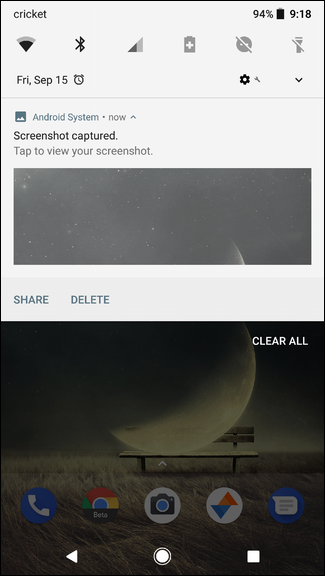 cricket 94% 9:18
Fri, Sep 15
Android System • now
Screenshot captured.
Tap to view your screenshot.
SHARE DELETE
CLEAR ALL
Beta